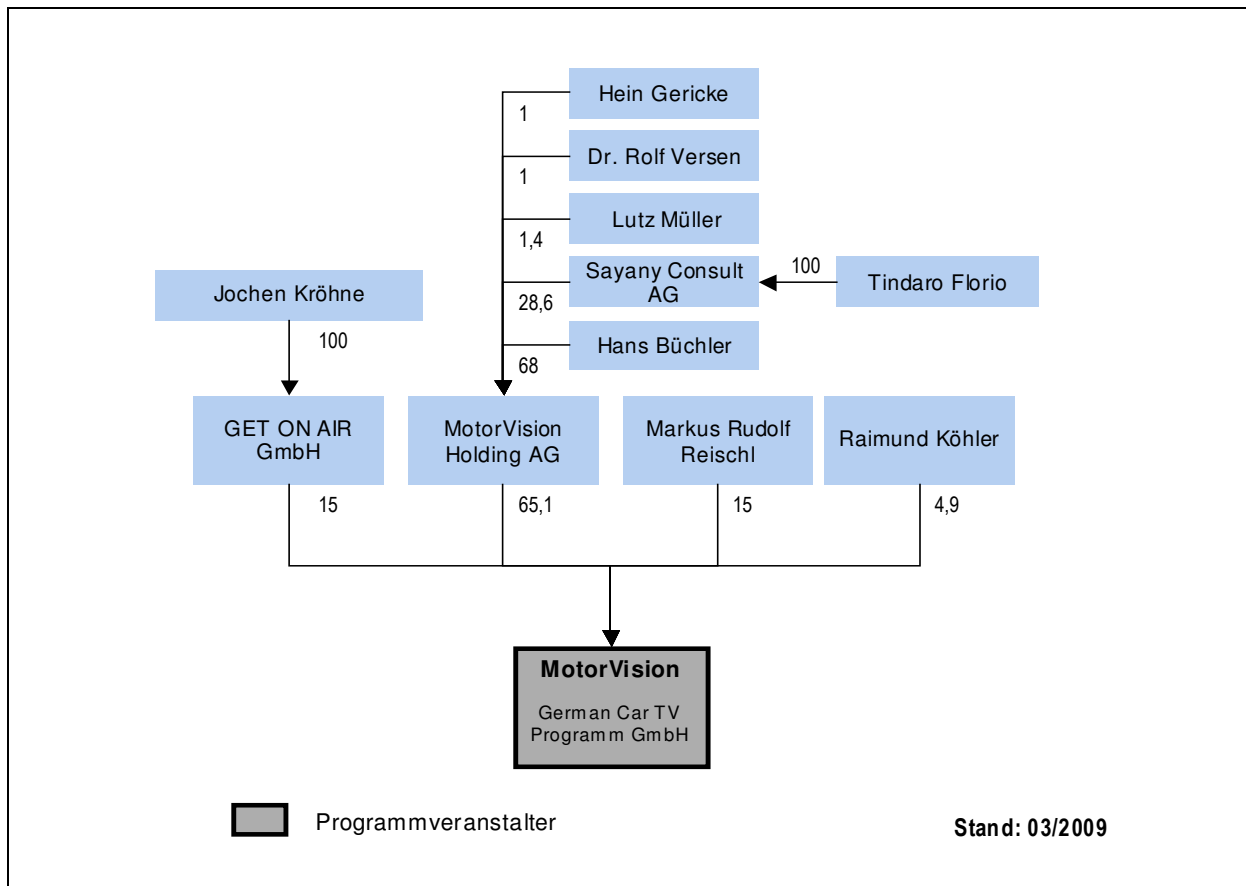 Hein Gericke
1
Dr. Rolf Versen
1
Lutz Müller
1,4
Sayany Consult
AG
100
Tindaro Florio
28,6
Hans Büchler
68
Jochen Kröhne
100
GET ON AIR
GmbH
MotorVision
Holding AG
Markus Rudolf
Reischl
Raimund Köhler
15
65,1
15
4,9
MotorVision
German Car TV
Programm GmbH
Programmveranstalter
Stand: 03/2009